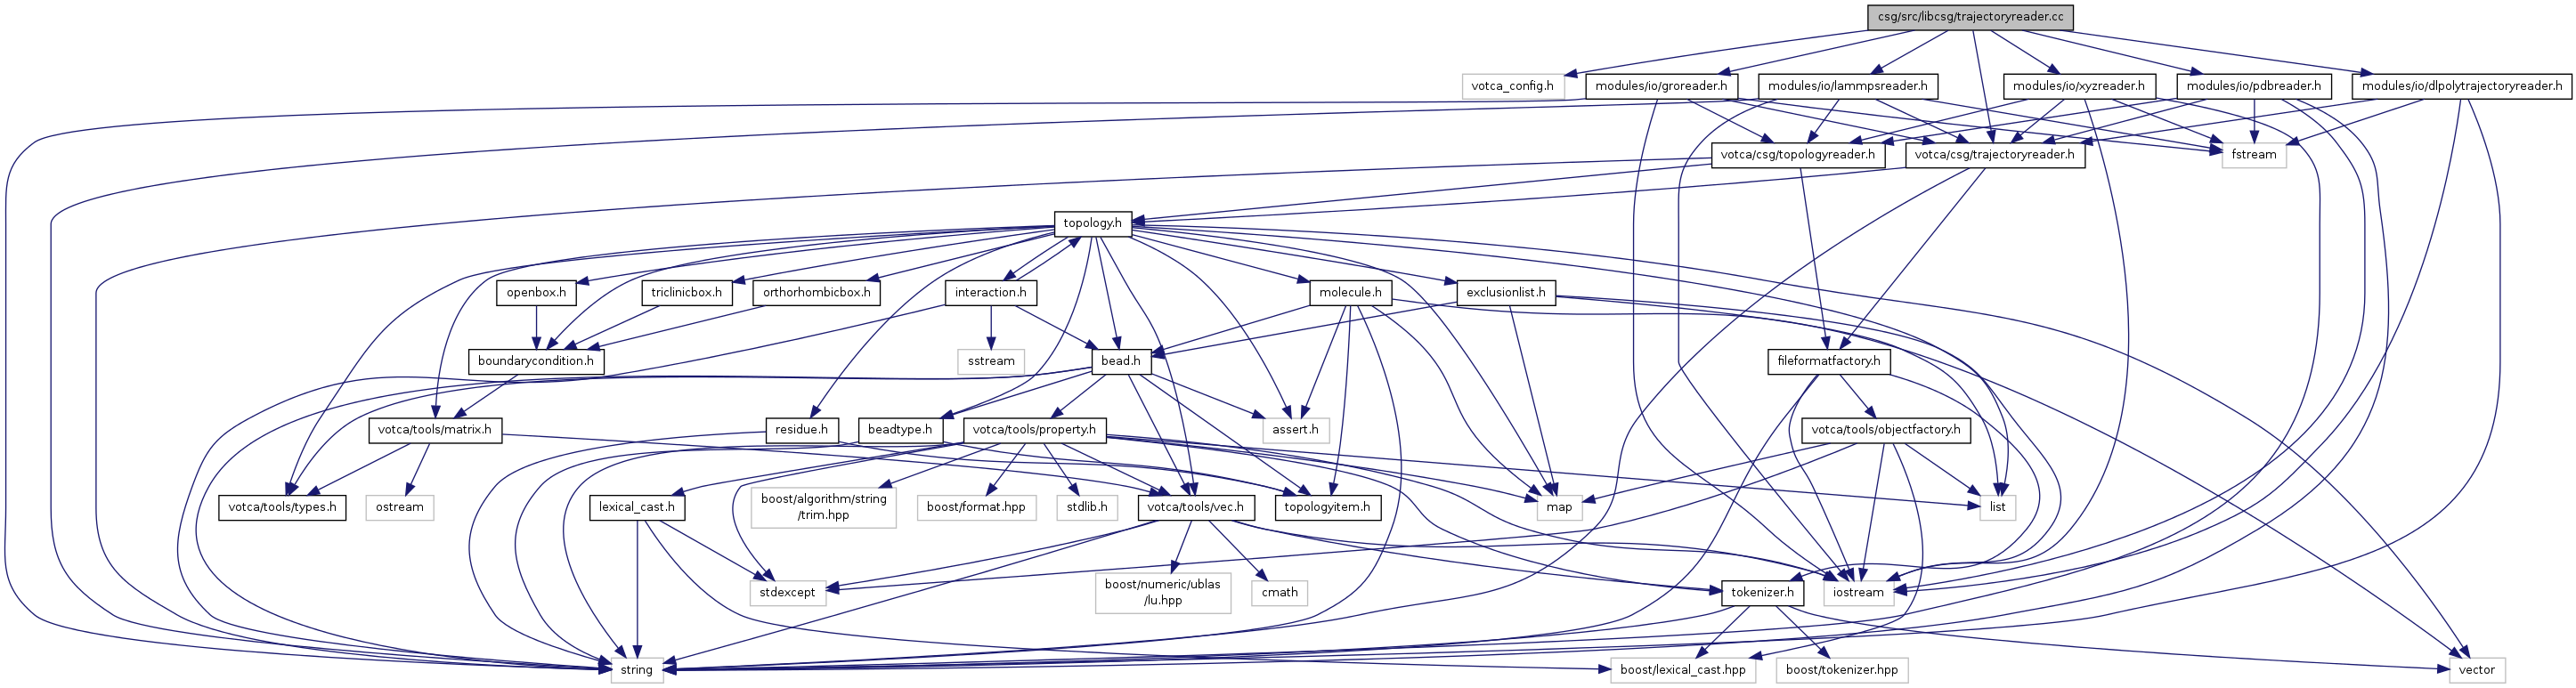 csg/src/libcsg/trajectoryreader.cc
votca_config.h
modules/io/groreader.h
modules/io/lammpsreader.h
modules/io/xyzreader.h
modules/io/pdbreader.h
modules/io/dlpolytrajectoryreader.h
votca/csg/topologyreader.h
votca/csg/trajectoryreader.h
fstream
topology.h
openbox.h
triclinicbox.h
orthorhombicbox.h
interaction.h
molecule.h
exclusionlist.h
boundarycondition.h
sstream
bead.h
fileformatfactory.h
votca/tools/matrix.h
residue.h
beadtype.h
votca/tools/property.h
assert.h
votca/tools/objectfactory.h
votca/tools/types.h
ostream
lexical_cast.h
boost/algorithm/string
/trim.hpp
boost/format.hpp
stdlib.h
votca/tools/vec.h
topologyitem.h
map
list
stdexcept
boost/numeric/ublas
/lu.hpp
cmath
tokenizer.h
iostream
string
boost/lexical_cast.hpp
boost/tokenizer.hpp
vector